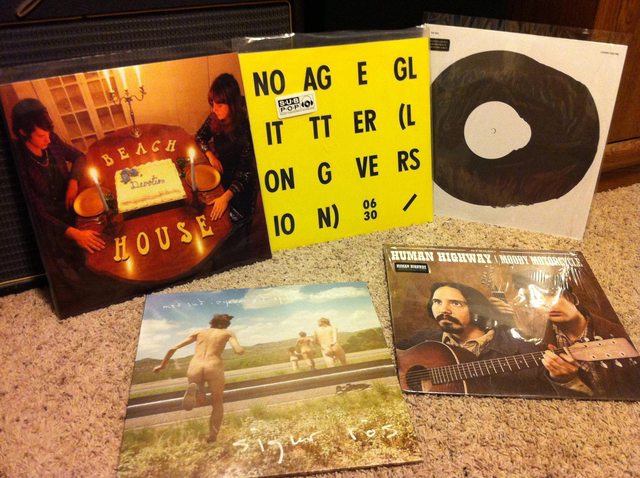 BEACH
Devotion
HOUSE
NO AG E GL
IT TT ER (L
ON G VE RS
IO N) 06 30 /
SUB
POP
HUMAN HIGHWAY / MOODY MOTORCYCLE
HUMAN HIGHWAY
sigur rós